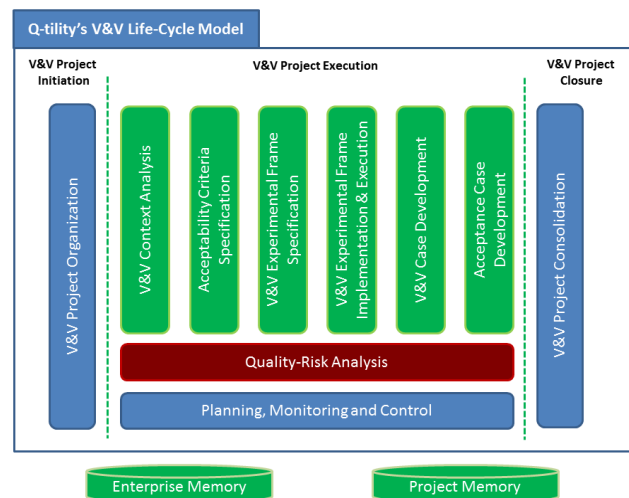 Q-tility's V&V Life-Cycle Model
V&V Project
Initiation
V&V Project Execution
V&V Project
Closure
V&V Project Organization
V&V Context Analysis
Acceptability Criteria
Specification
V&V Experimental Frame
Specification
V&V Experimental Frame
Implementation & Execution
V&V Case Development
Acceptance Case
Development
V&V Project Consolidation
Quality-Risk Analysis
Planning, Monitoring and Control
Enterprise Memory
Project Memory